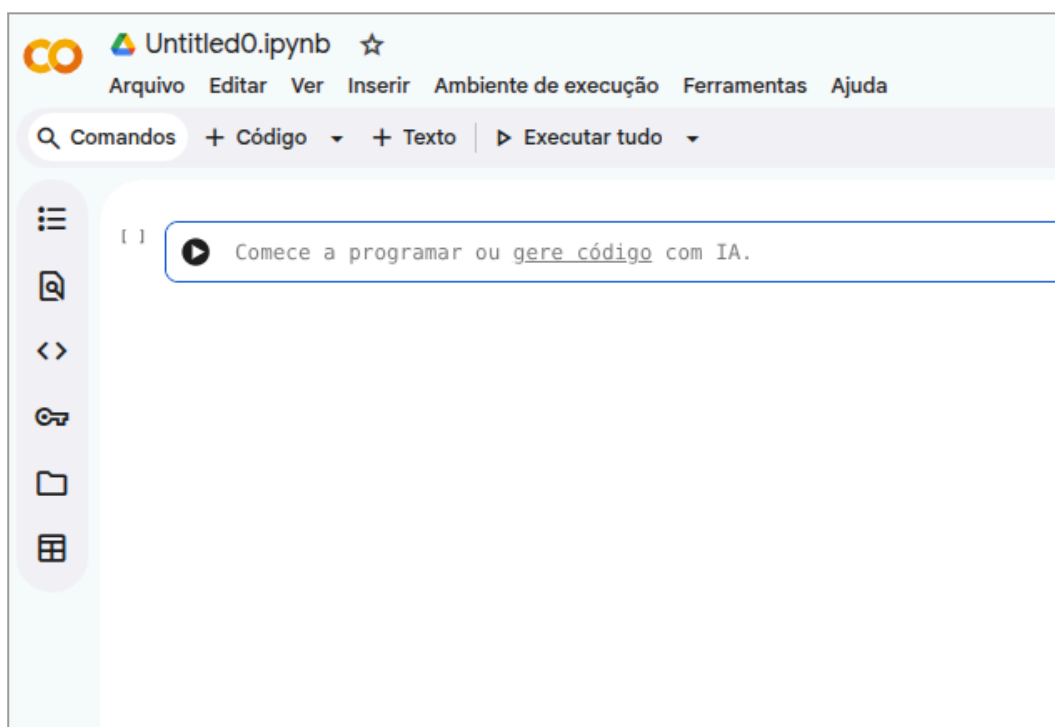 CO Untitled0.ipynb
Arquivo Editar Ver Inserir Ambiente de execução Ferramentas Ajuda
Comandos + Código + Texto Executar tudo
[ ] Comece a programar ou gere código com IA.